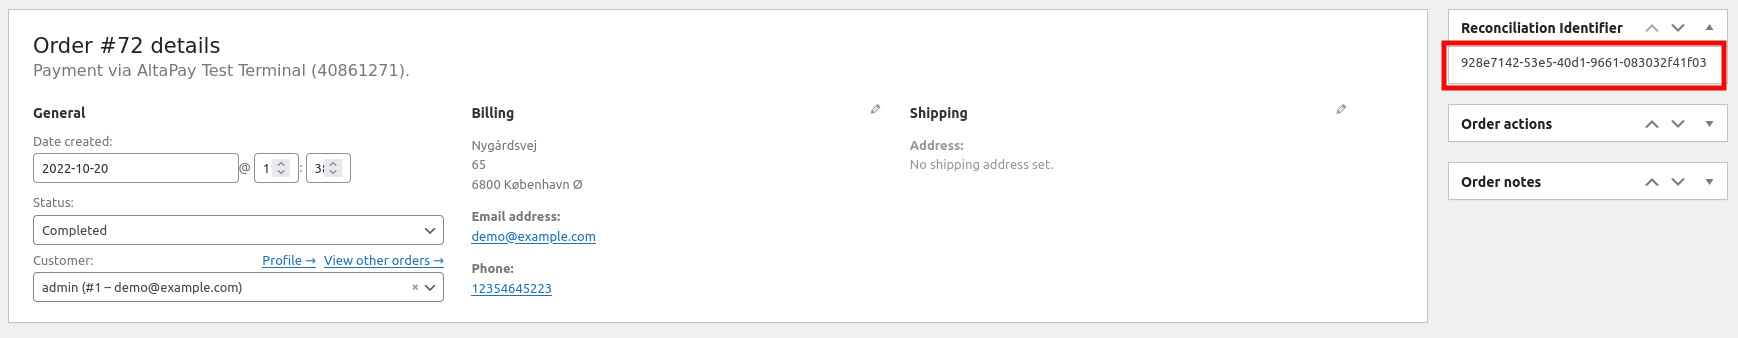 Order #72 details
Payment via AltaPay Test Terminal (40861271).
General
Date created:
2022-10-20 @ 1 :
Status:
Completed
Customer: Profile → View other orders →
admin (#1 – demo@example.com) ×
Billing
Nygårdsvej
65
6800 København Ø
Email address:
demo@example.com
Phone:
12354645223
Shipping
Address:
No shipping address set.
Reconciliation Identifier
928e7142-53e5-40d1-9661-083032f41f03
Order actions
Order notes